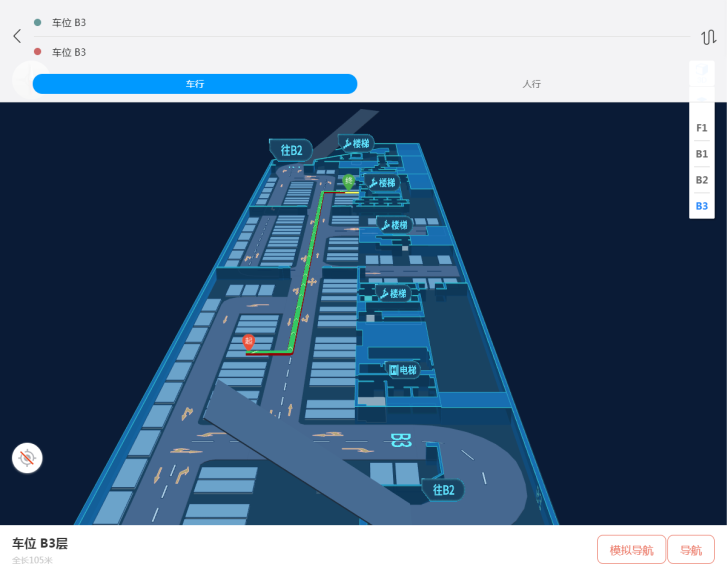 车位 B3
车位 B3
车行
人行
F1
B1
B2
B3
往B2
楼梯
终
楼梯
楼梯
楼梯
起
电梯
B3
往B2
车位 B3层
全长105米
模拟导航
导航